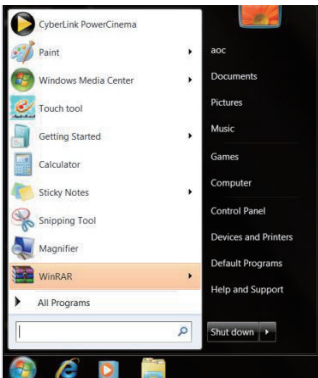 CyberLink PowerCinema
Paint
Windows Media Center
Touch tool
Getting Started
Calculator
Sticky Notes
Snipping Tool
Magnifier
WinRAR
All Programs
aoc
Documents
Pictures
Music
Games
Computer
Control Panel
Devices and Printers
Default Programs
Help and Support
Shut down